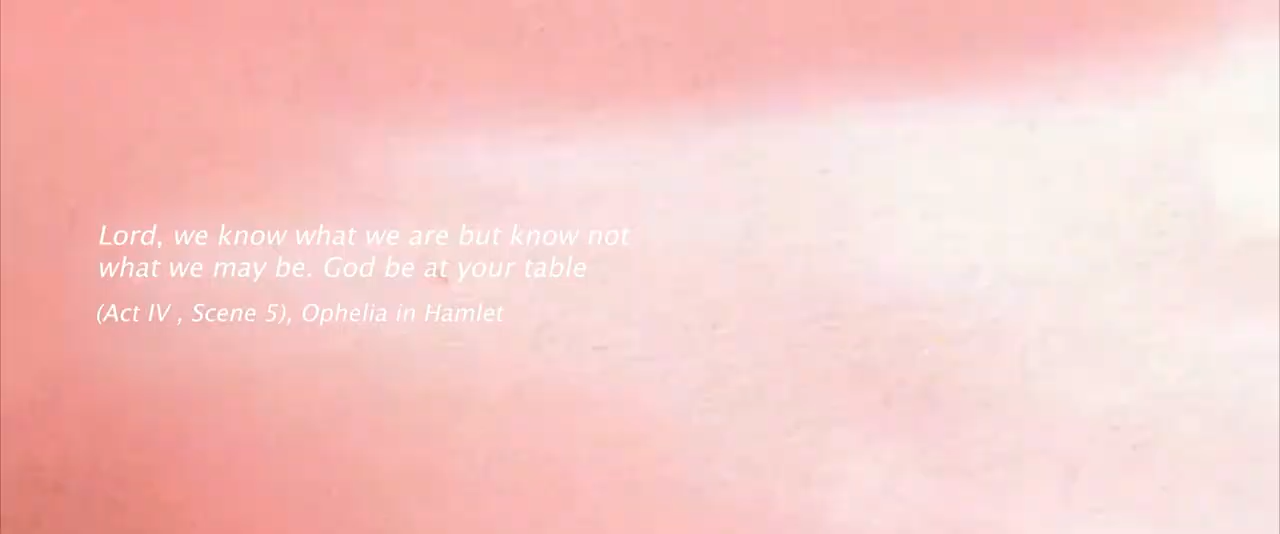 Lord, we know what we are but know not
what we may be. God be at your table
(Act IV , Scene 5), Ophelia in Hamlet